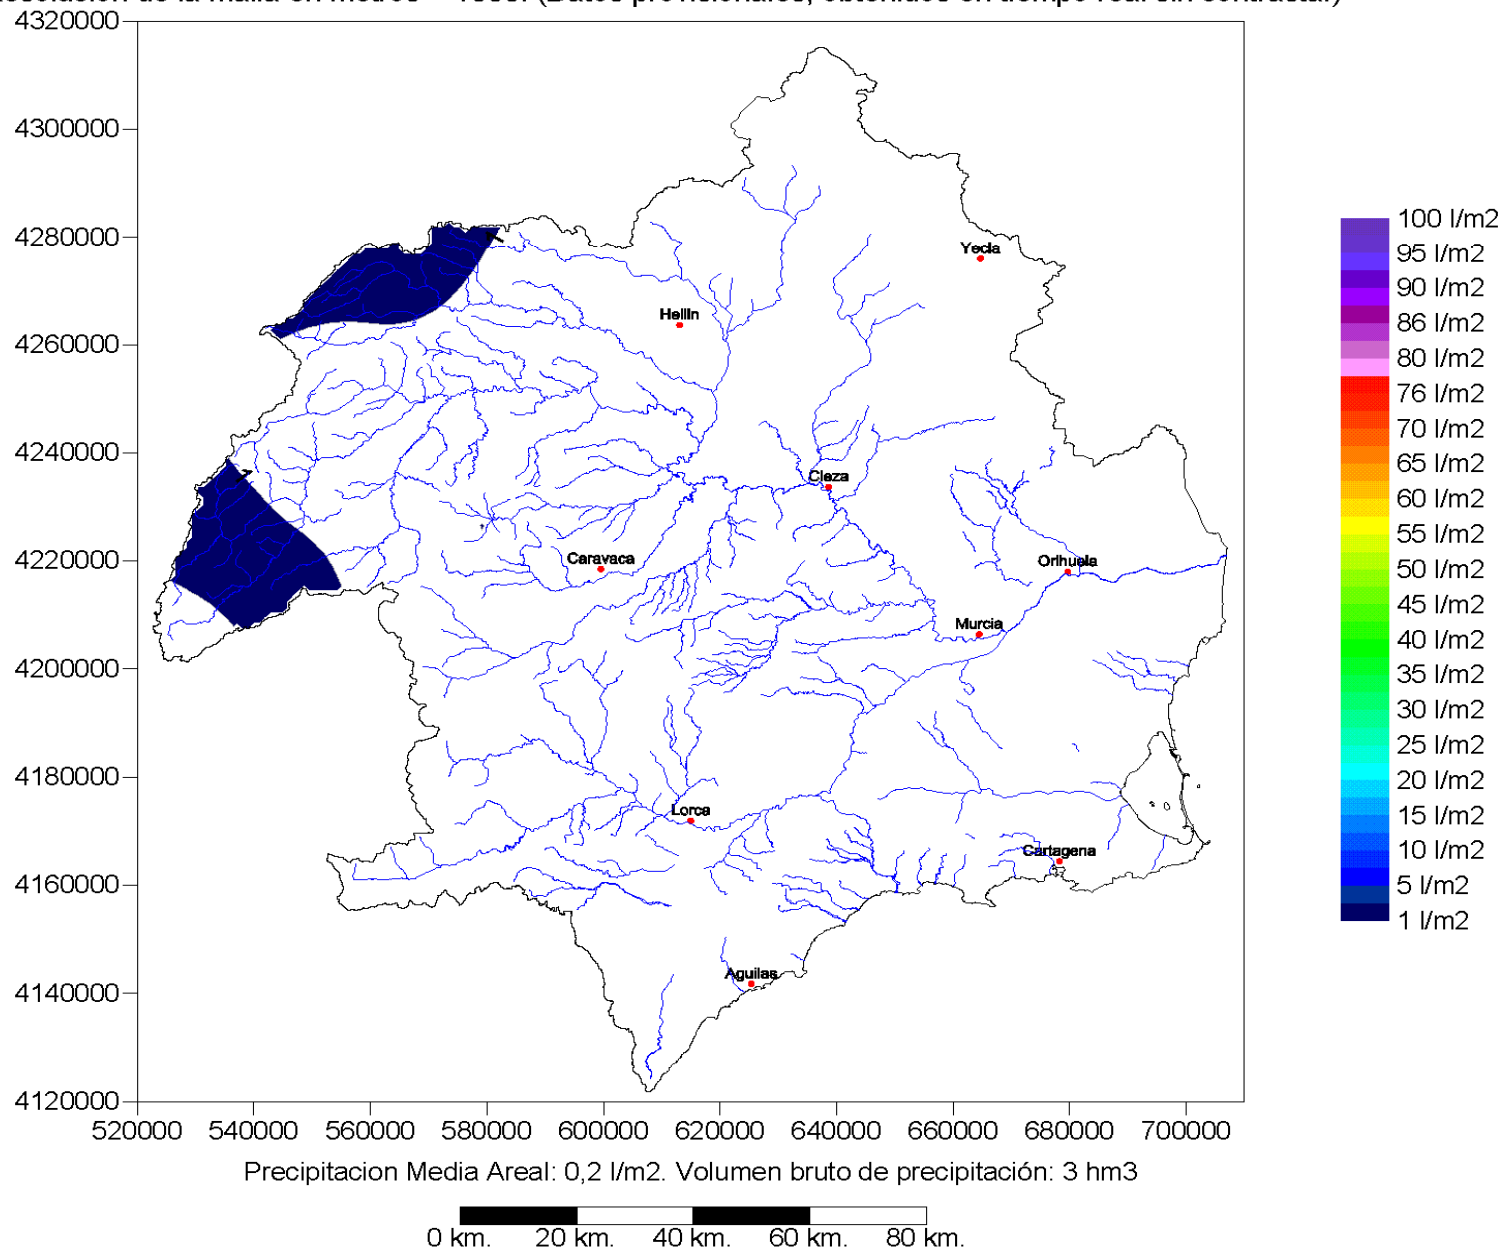 4320000
4300000
4280000
4260000
4240000
4220000
4200000
4180000
4160000
4140000
4120000
520000 540000 560000 580000 600000 620000 640000 660000 680000 700000
Yecla
Hellin
Cieza
Caravaca
Orihuela
Murcia
Lorca
Cartagena
Aguilas
100 l/m2
95 l/m2
90 l/m2
86 l/m2
80 l/m2
76 l/m2
70 l/m2
65 l/m2
60 l/m2
55 l/m2
50 l/m2
45 l/m2
40 l/m2
35 l/m2
30 l/m2
25 l/m2
20 l/m2
15 l/m2
10 l/m2
5 l/m2
1 l/m2
Precipitacion Media Areal: 0,2 l/m2. Volumen bruto de precipitación: 3 hm3
0 km. 20 km. 40 km. 60 km. 80 km.